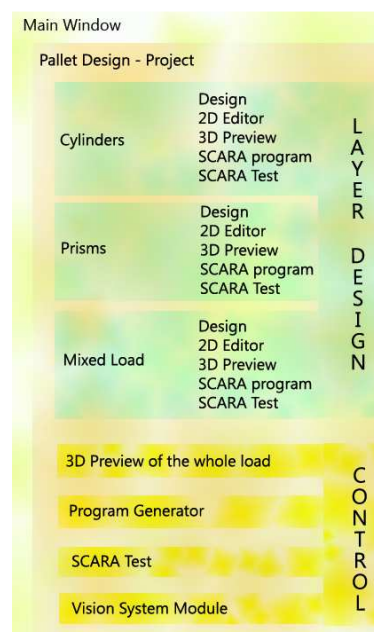 Main Window
Pallet Design - Project
Cylinders
Design
2D Editor
3D Preview
SCARA program
SCARA Test
Prisms
Design
2D Editor
3D Preview
SCARA program
SCARA Test
Mixed Load
Design
2D Editor
3D Preview
SCARA program
SCARA Test
LAYER DESIGN
3D Preview of the whole load
Program Generator
SCARA Test
Vision System Module
CONTROL